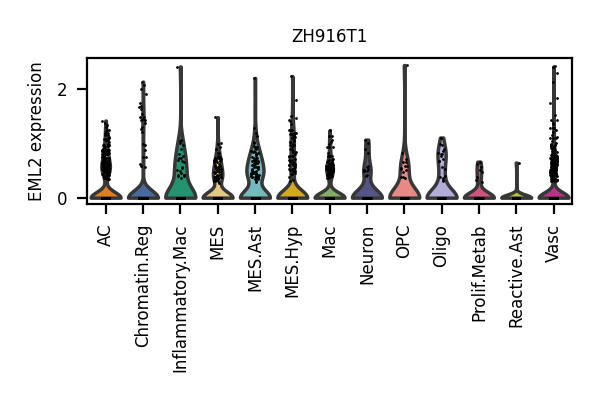 ZH916T1
EML2 expression
2
0
AC
Chromatin.Reg
Inflammatory.Mac
MES
MES.Ast
MES.Hyp
Mac
Neuron
OPC
Oligo
Prolif.Metab
Reactive.Ast
Vasc